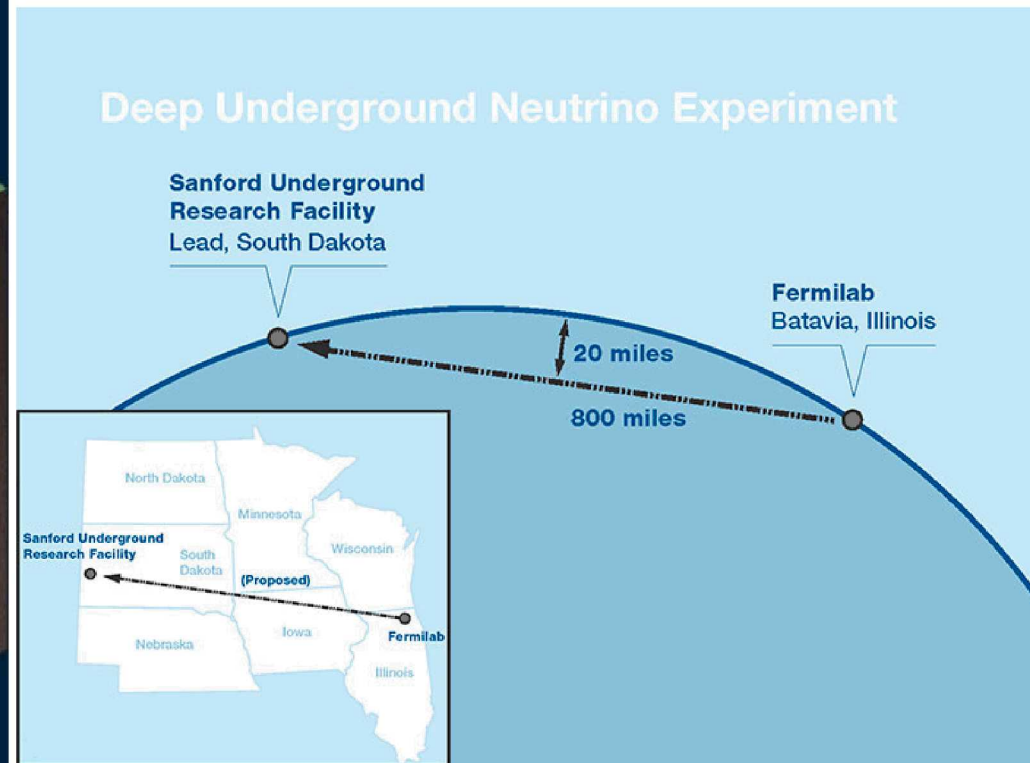 Deep Underground Neutrino Experiment
Sanford Underground
Research Facility
Lead, South Dakota
Fermilab
Batavia, Illinois
20 miles
800 miles
North Dakota
Minnesota
Sanford Underground
Research Facility
South
Dakota
Wisconsin
(Proposed)
Iowa
Fermilab
Nebraska
Illinois